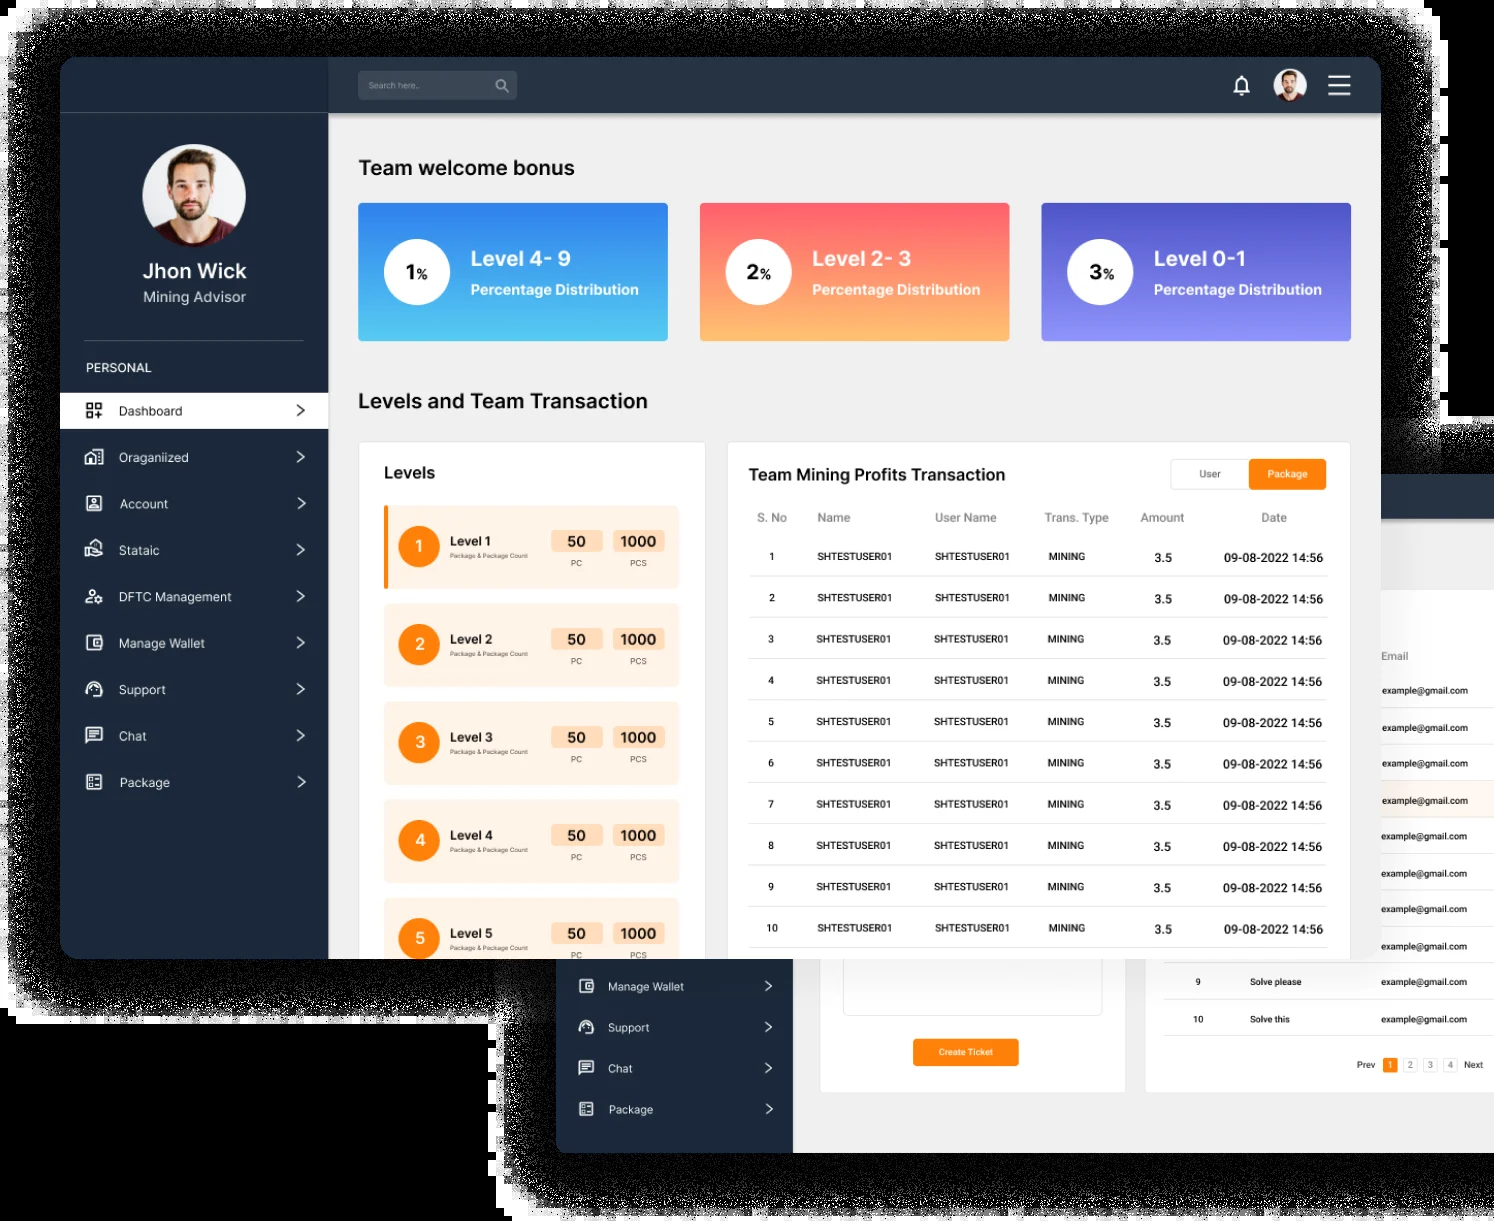 Search here..
Jhon Wick
Mining Advisor
PERSONAL
Dashboard
Oraganiized
Account
Stataic
DFTC Management
Manage Wallet
Support
Chat
Package
Team welcome bonus
1% Level 4- 9
Percentage Distribution
2% Level 2- 3
Percentage Distribution
3% Level 0-1
Percentage Distribution
Levels and Team Transaction
Levels
1 Level 1 50 1000
Package & Package Count PC PCS
2 Level 2 50 1000
Package & Package Count PC PCS
3 Level 3 50 1000
Package & Package Count PC PCS
4 Level 4 50 1000
Package & Package Count PC PCS
5 Level 5 50 1000
Package & Package Count PC PCS
Team Mining Profits Transaction User Package
S. No Name User Name Trans. Type Amount Date
1 SHTESTUSER01 SHTESTUSER01 MINING 3.5 09-08-2022 14:56
2 SHTESTUSER01 SHTESTUSER01 MINING 3.5 09-08-2022 14:56
3 SHTESTUSER01 SHTESTUSER01 MINING 3.5 09-08-2022 14:56
4 SHTESTUSER01 SHTESTUSER01 MINING 3.5 09-08-2022 14:56
5 SHTESTUSER01 SHTESTUSER01 MINING 3.5 09-08-2022 14:56
6 SHTESTUSER01 SHTESTUSER01 MINING 3.5 09-08-2022 14:56
7 SHTESTUSER01 SHTESTUSER01 MINING 3.5 09-08-2022 14:56
8 SHTESTUSER01 SHTESTUSER01 MINING 3.5 09-08-2022 14:56
9 SHTESTUSER01 SHTESTUSER01 MINING 3.5 09-08-2022 14:56
10 SHTESTUSER01 SHTESTUSER01 MINING 3.5 09-08-2022 14:56
Email
example@gmail.com
example@gmail.com
example@gmail.com
example@gmail.com
example@gmail.com
example@gmail.com
example@gmail.com
example@gmail.com
9 Solve please example@gmail.com
10 Solve this example@gmail.com
Prev 1 2 3 4 Next
Manage Wallet
Support
Chat
Package
Create Ticket